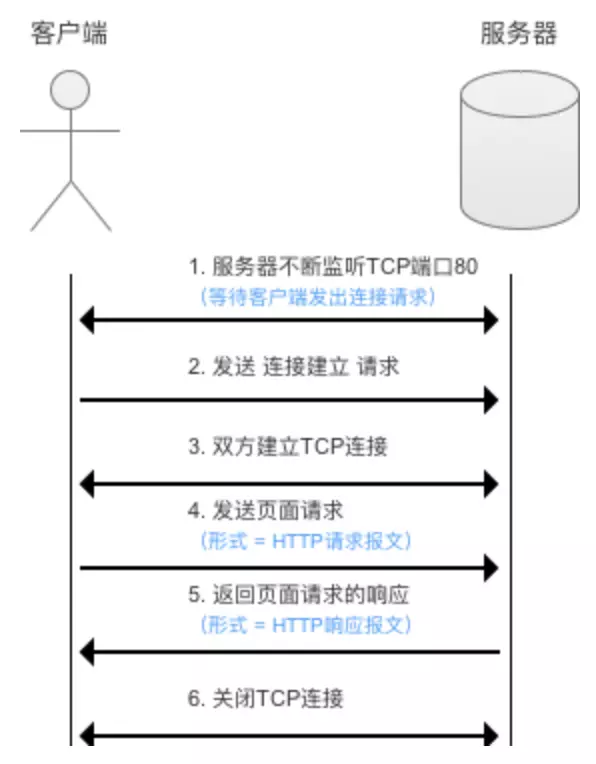 客户端
服务器
1. 服务器不断监听TCP端口80
（等待客户端发出连接请求）
2. 发送 连接建立 请求
3. 双方建立TCP连接
4. 发送页面请求
（形式 = HTTP请求报文）
5. 返回页面请求的响应
（形式 = HTTP响应报文）
6. 关闭TCP连接